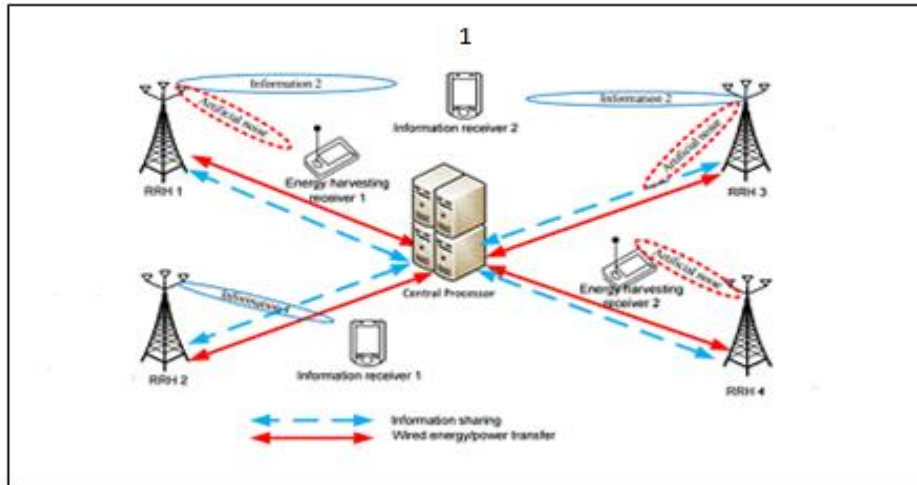 1
Information 2
Artificial noise
Information receiver 2
Information 2
Artificial noise
RRH 1
Energy harvesting
receiver 1
RRH 3
Central Processor
Artificial noise
Energy harvesting
receiver 2
Information 1
RRH 2
Information receiver 1
RRH 4
Information sharing
Wired energy/power transfer